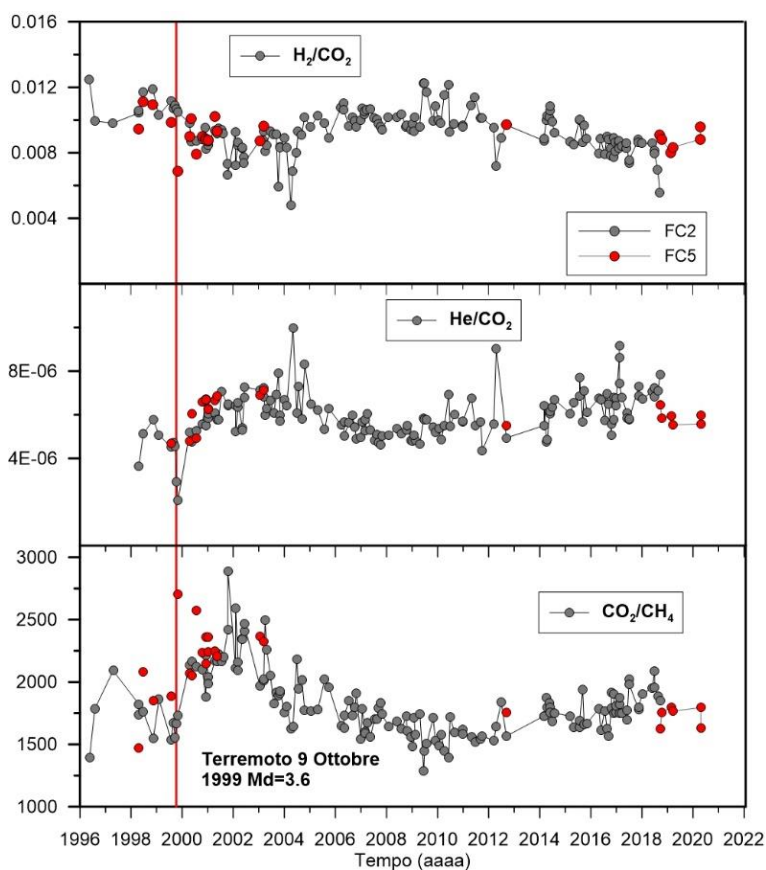 0.016
H₂/CO₂
0.012
0.008
0.004
FC2
FC5
He/CO₂
8E-06
4E-06
3000
2500
CO₂/CH₄
2000
1500
Terremoto 9 Ottobre
1999 Md=3.6
1000
1996 1998 2000 2002 2004 2006 2008 2010 2012 2014 2016 2018 2020 2022
Tempo (aaaa)